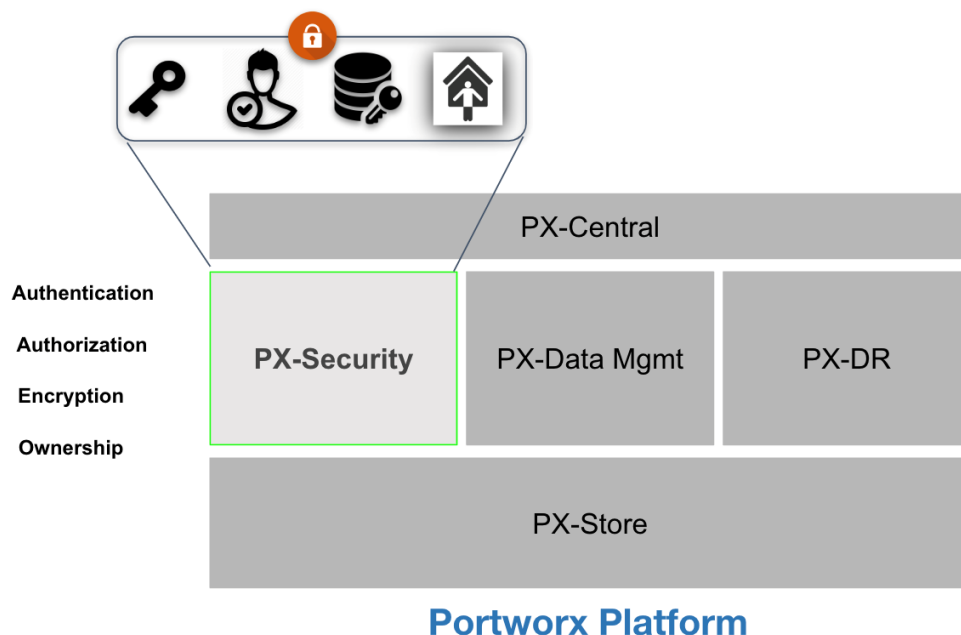 PX-Central
Authentication
Authorization
Encryption
Ownership
PX-Security
PX-Data Mgmt
PX-DR
PX-Store
Portworx Platform